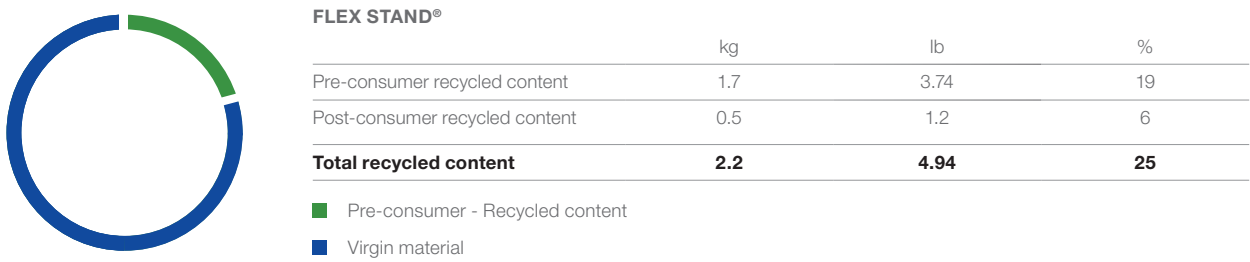 FLEX STAND®
kg lb %
Pre-consumer recycled content 1.7 3.74 19
Post-consumer recycled content 0.5 1.2 6
Total recycled content 2.2 4.94 25
Pre-consumer - Recycled content
Virgin material